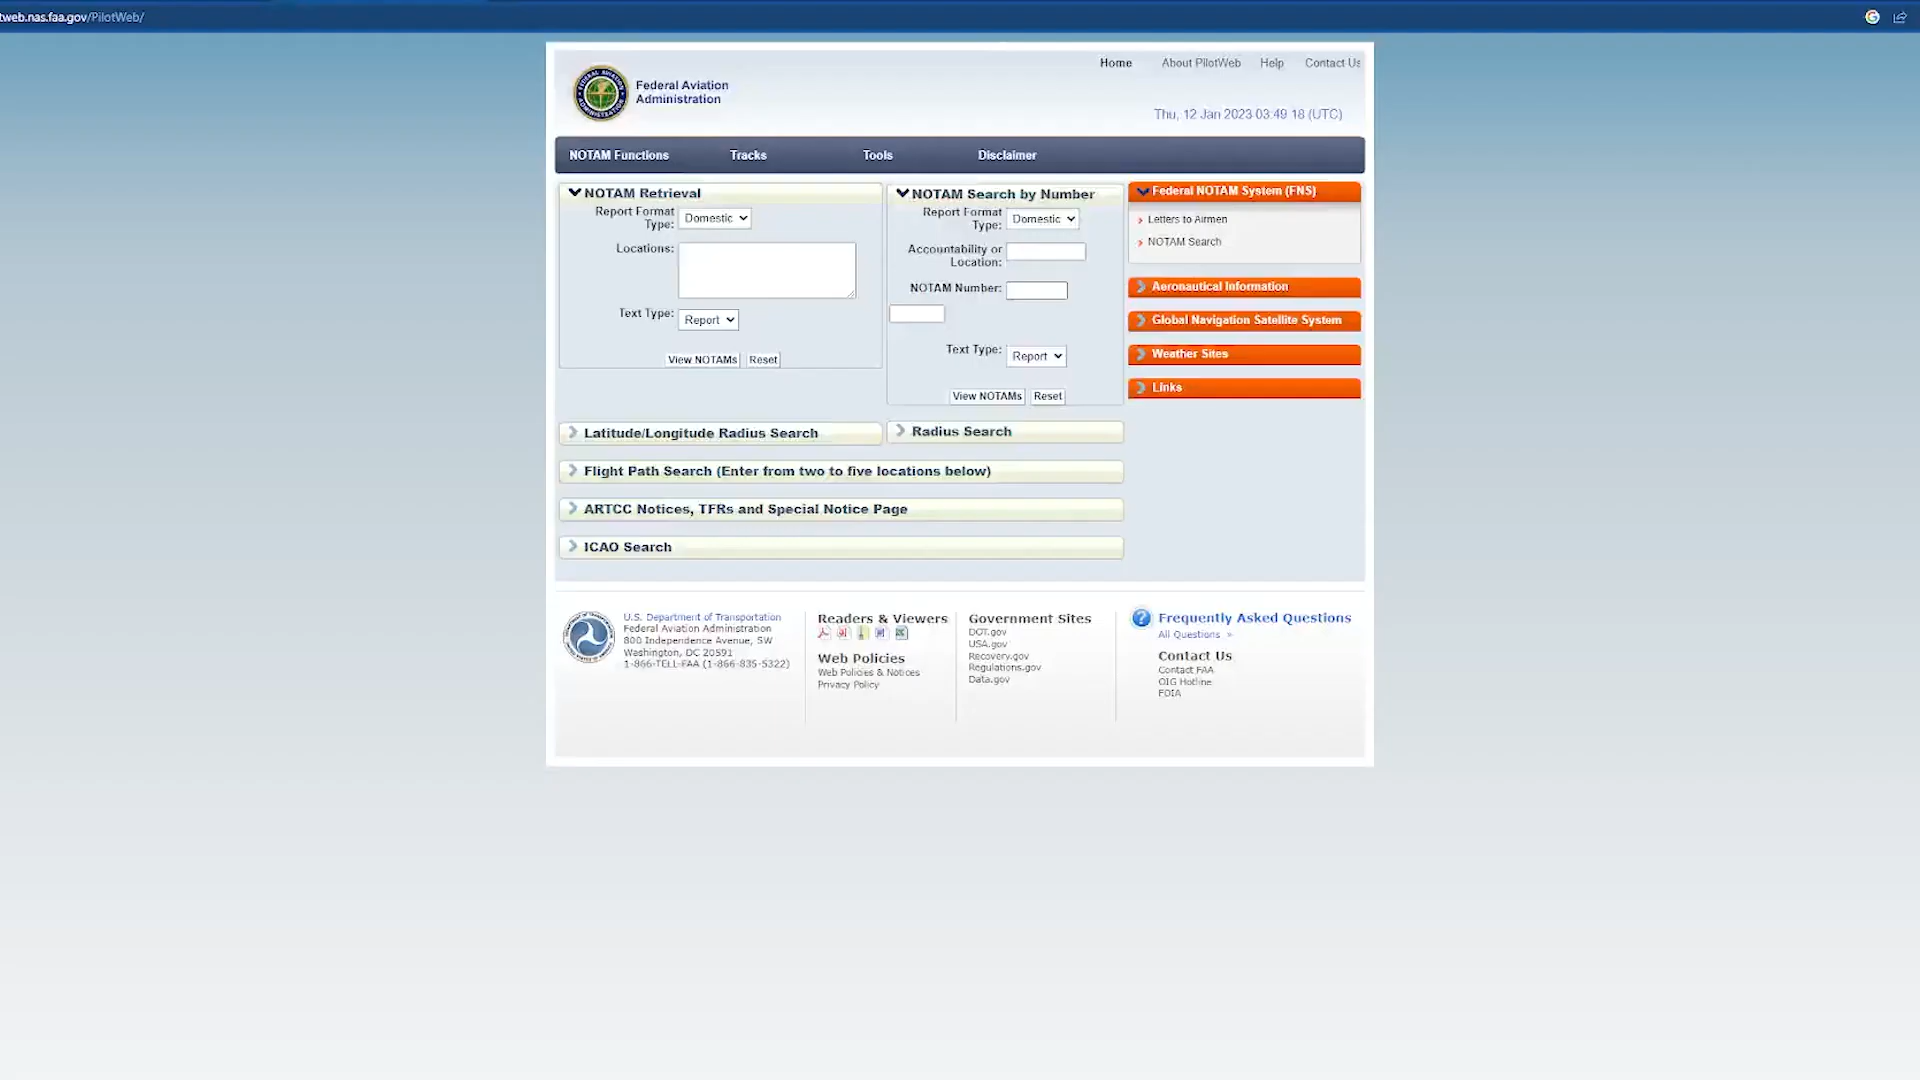 tweb.nas.faa.gov/PilotWeb/
Home About PilotWeb Help Contact Us
Federal Aviation
Administration
Thu, 12 Jan 2023 03:49 18 (UTC)
NOTAM Functions Tracks Tools Disclaimer
NOTAM Retrieval
Report Format
Type: Domestic
Locations:
Text Type: Report
View NOTAMs Reset
NOTAM Search by Number
Report Format
Type: Domestic
Accountability or
Location:
NOTAM Number:
Text Type: Report
View NOTAMs Reset
Federal NOTAM System (FNS)
Letters to Airmen
NOTAM Search
Aeronautical Information
Global Navigation Satellite System
Weather Sites
Links
Latitude/Longitude Radius Search
Radius Search
Flight Path Search (Enter from two to five locations below)
ARTCC Notices, TFRs and Special Notice Page
ICAO Search
U.S. Department of Transportation
Federal Aviation Administration
800 Independence Avenue, SW
Washington, DC 20591
1-866-TELL-FAA (1-866-835-5322)
Readers & Viewers
Web Policies
Web Policies & Notices
Privacy Policy
Government Sites
DOT.gov
USA.gov
Recovery.gov
Regulations.gov
Data.gov
Frequently Asked Questions
All Questions »
Contact Us
Contact FAA
OIG Hotline
FOIA